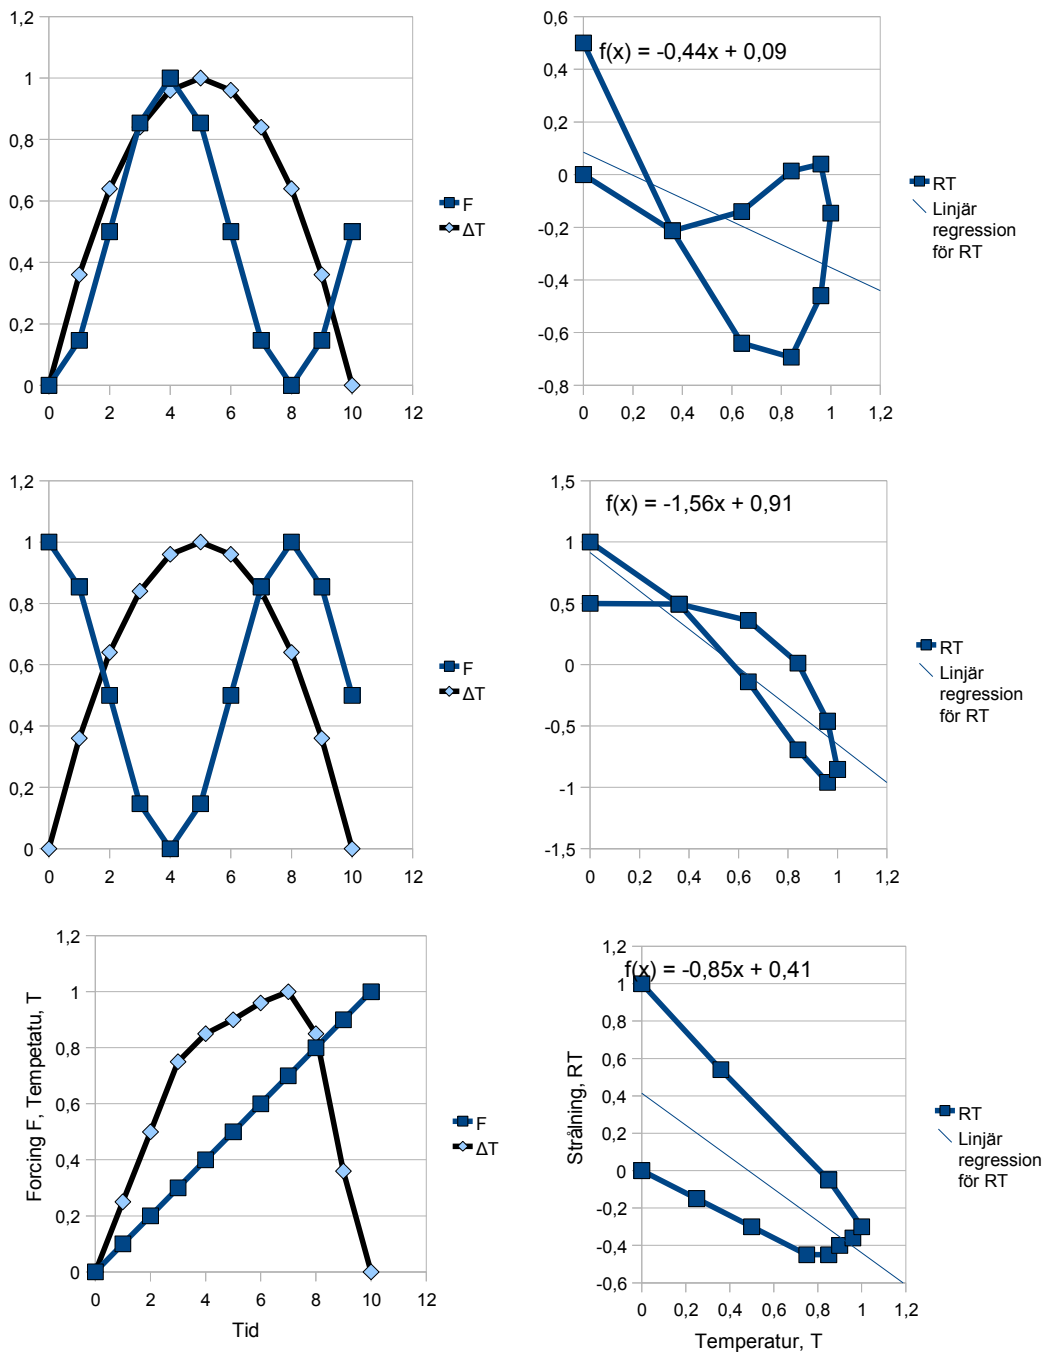 1,2
1
0,8
0,6
0,4
0,2
0
0 2 4 6 8 10 12
F
ΔT
0,6
0,4
0,2
0
-0,2
-0,4
-0,6
-0,8
f(x) = -0,44x + 0,09
0 0,2 0,4 0,6 0,8 1 1,2
RT
Linjär
regression
för RT
1,2
1
0,8
0,6
0,4
0,2
0
0 2 4 6 8 10 12
F
ΔT
1,5
1
0,5
0
-0,5
-1
-1,5
f(x) = -1,56x + 0,91
0 0,2 0,4 0,6 0,8 1 1,2
RT
Linjär
regression
för RT
Forcing F, Tempetatu, T
1,2
1
0,8
0,6
0,4
0,2
0
0 2 4 6 8 10 12
Tid
F
ΔT
Strålning, RT
1,2
1
0,8
0,6
0,4
0,2
0
-0,2
-0,4
-0,6
f(x) = -0,85x + 0,41
0 0,2 0,4 0,6 0,8 1 1,2
Temperatur, T
RT
Linjär
regression
för RT